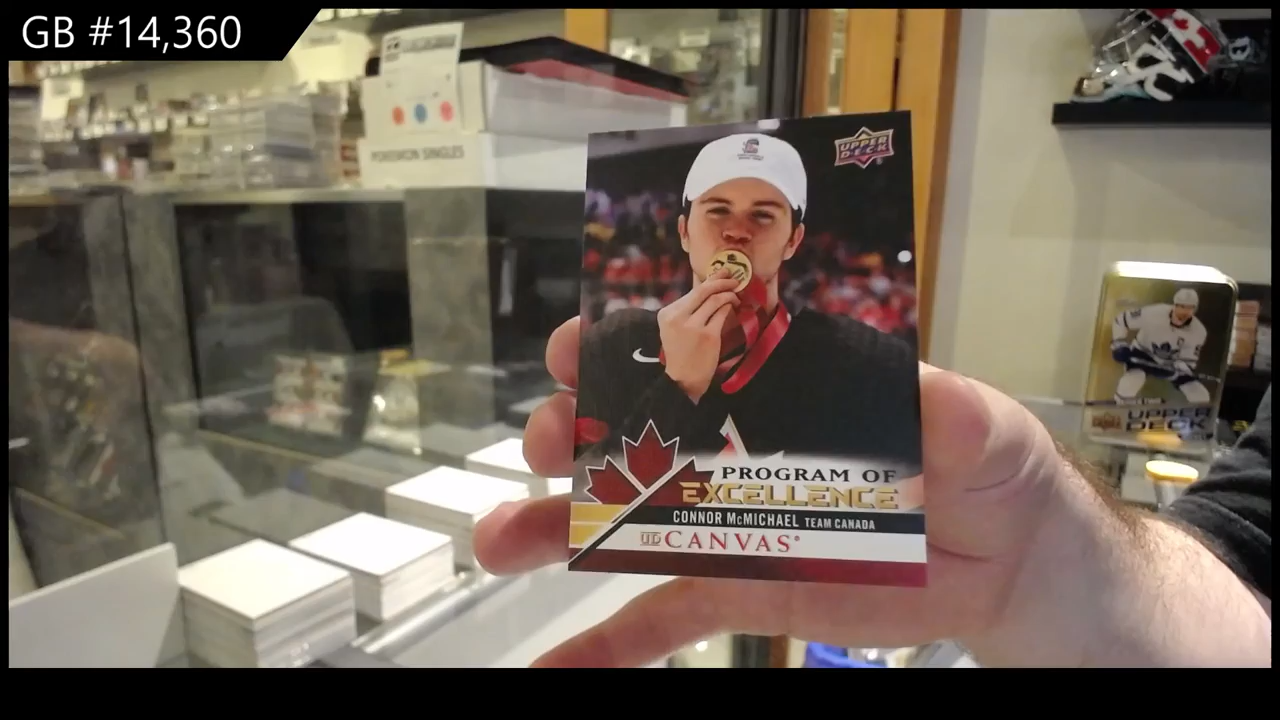 GB #14,360
POKEMON SINGLES
UPPER
DECK
PROGRAM OF
EXCELLENCE
CONNOR McMICHAEL TEAM CANADA
UD CANVAS
UPPER
DECK